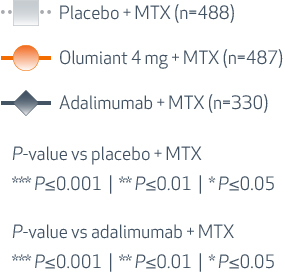 Placebo + MTX (n=488)
Olumiant 4 mg + MTX (n=487)
Adalimumab + MTX (n=330)
P-value vs placebo + MTX
*** P≤0.001 | ** P≤0.01 | * P≤0.05
P-value vs adalimumab + MTX
*** P≤0.001 | ** P≤0.01 | * P≤0.05